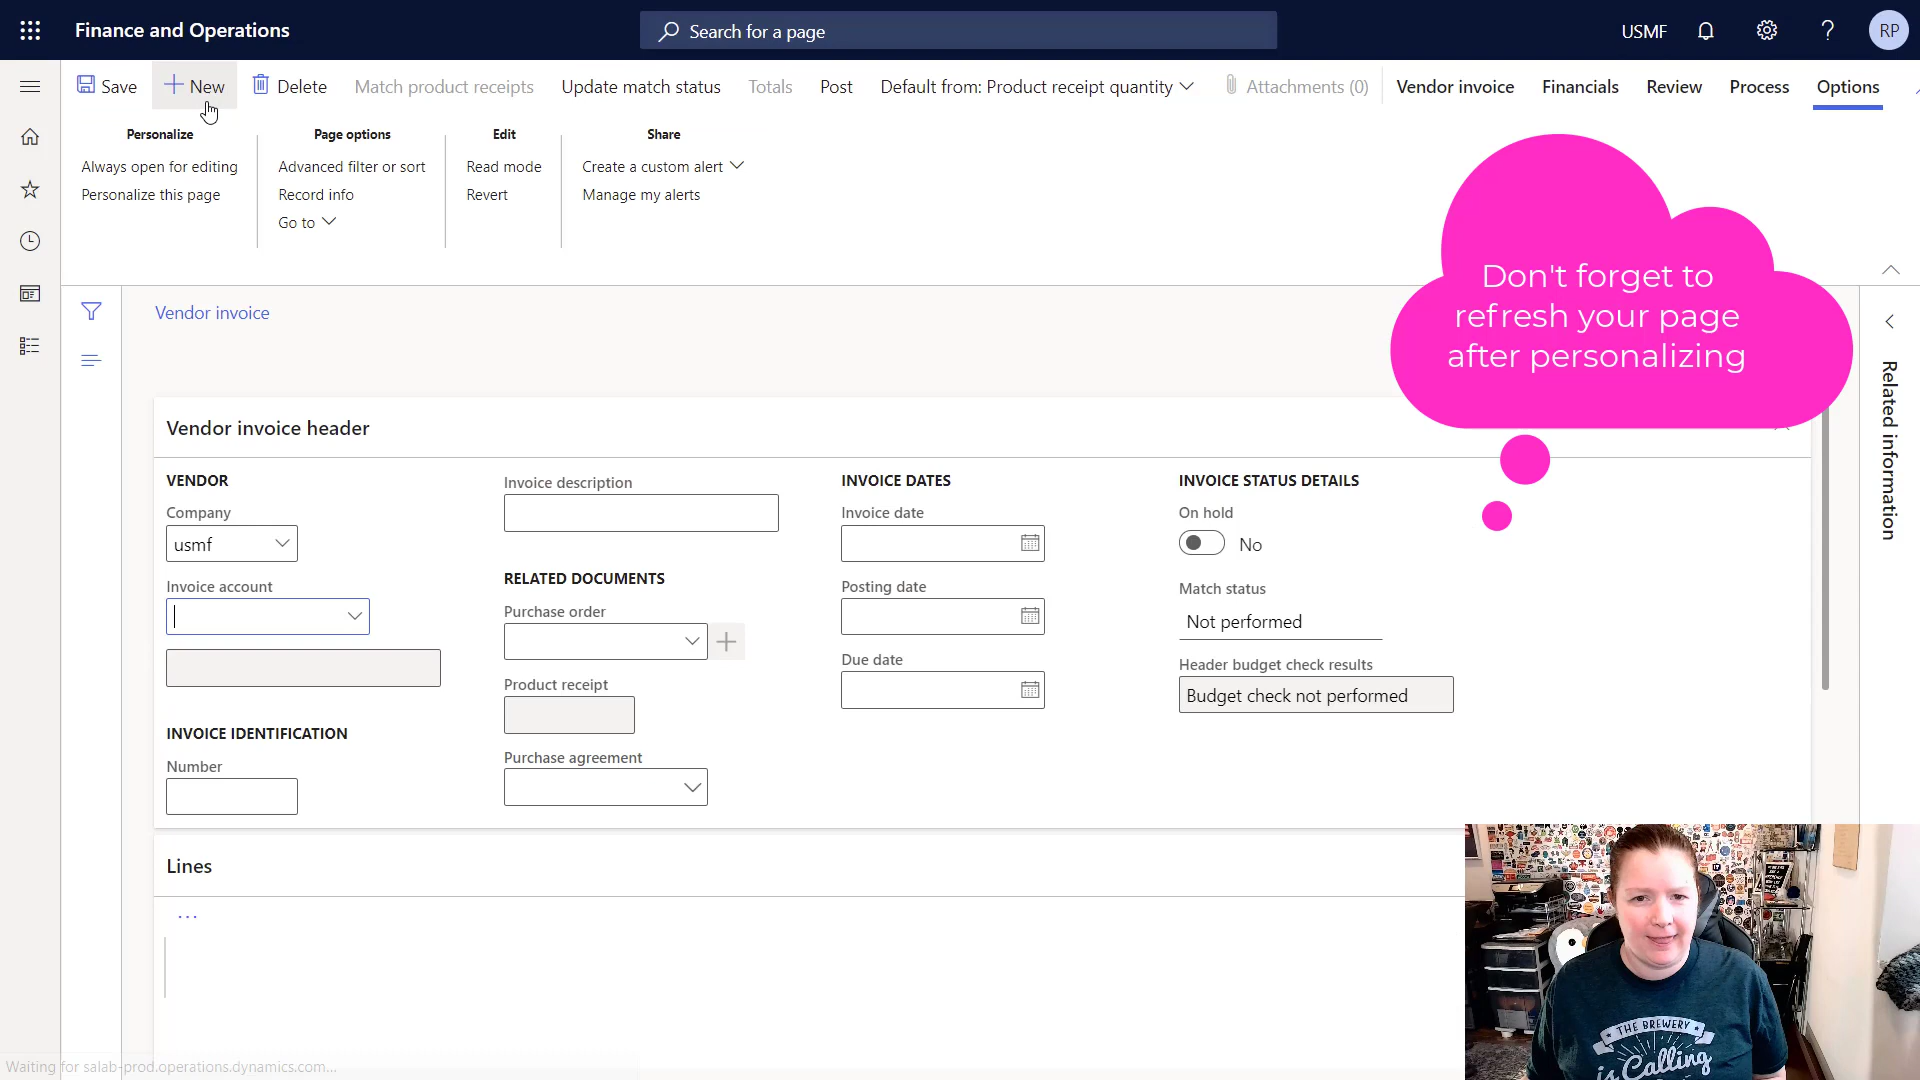 Finance and Operations
Search for a page
USMF
?
RP
Save
New
Delete
Match product receipts
Update match status
Totals
Post
Default from: Product receipt quantity
Attachments (0)
Vendor invoice
Financials
Review
Process
Options
Personalize
Page options
Edit
Share
Always open for editing
Advanced filter or sort
Read mode
Create a custom alert
Personalize this page
Record info
Revert
Manage my alerts
Go to
Don't forget to
refresh your page
after personalizing
Vendor invoice
Related information
Vendor invoice header
VENDOR
Company
usmf
Invoice account
INVOICE IDENTIFICATION
Number
Invoice description
RELATED DOCUMENTS
Purchase order
Product receipt
Purchase agreement
INVOICE DATES
Invoice date
Posting date
Due date
INVOICE STATUS DETAILS
On hold
No
Match status
Not performed
Header budget check results
Budget check not performed
Lines
...
THE BREWERY
is Calling
Waiting for salab-prod.operations.dynamics.com...